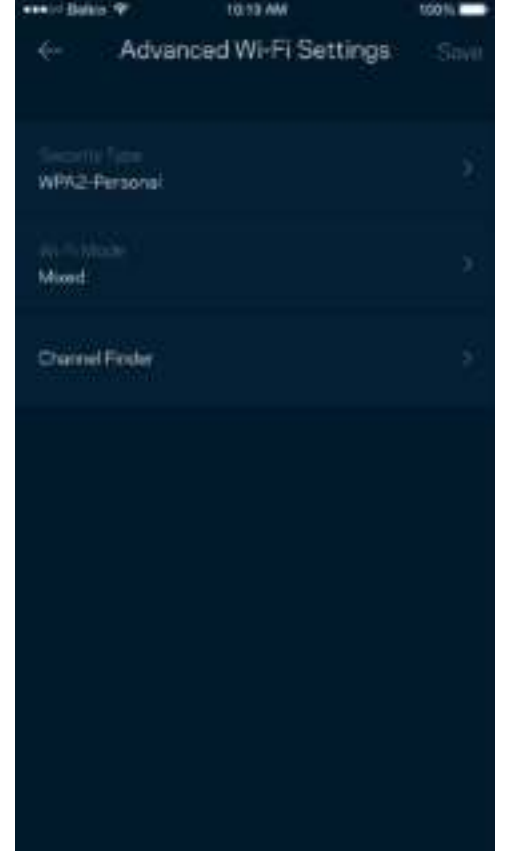 Belkin
10:13 AM
100%
Advanced Wi-Fi Settings
Save
Security Type
WPA2-Personal
Wi-Fi Mode
Mixed
Channel Finder